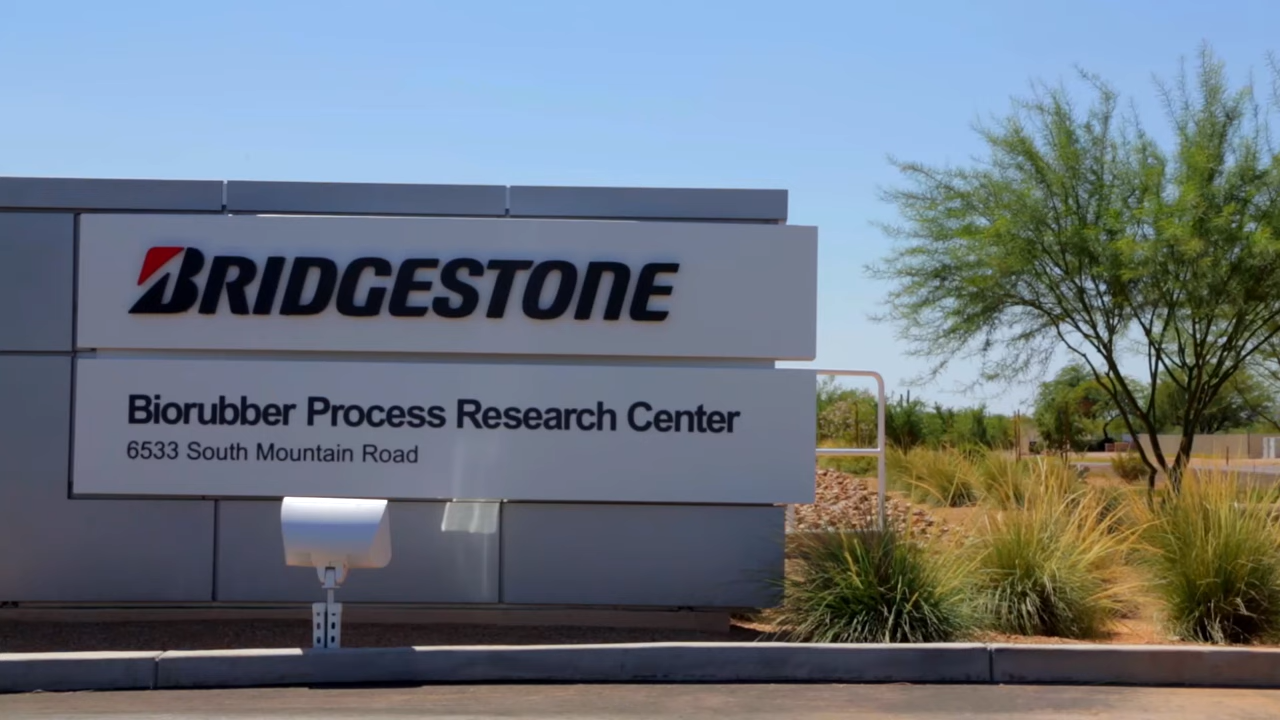 BRIDGESTONE
Biorubber Process Research Center
6533 South Mountain Road